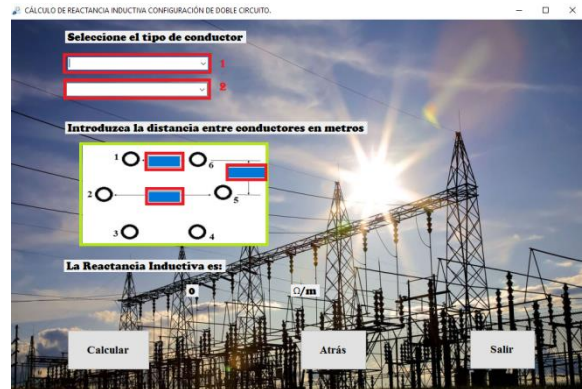 CÁLCULO DE REACTANCIA INDUCTIVA CONFIGURACIÓN DE DOBLE CIRCUITO.
Seleccione el tipo de conductor
1
2
Introduzca la distancia entre conductores en metros
1 6
2 5
3 4
La Reactancia Inductiva es:
0 Ω/m
Calcular Atrás Salir